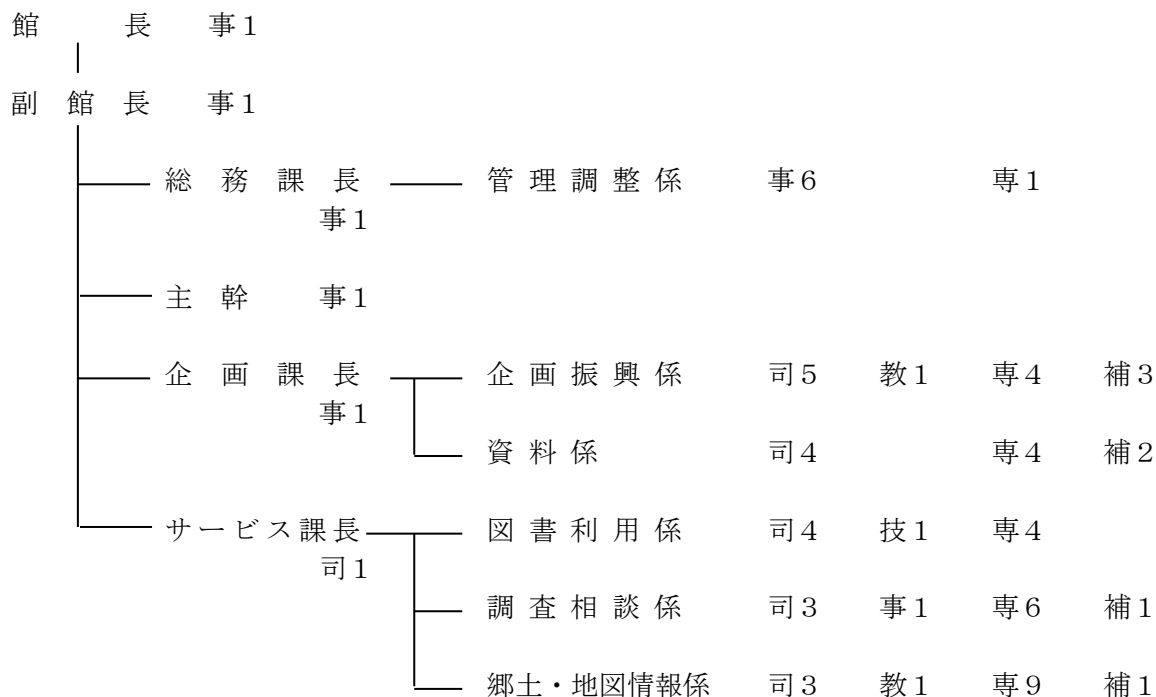 館 長 事1
副 館 長 事１
総 務 課 長 管 理 調 整 係 事６ 専１
事１
主 幹 事１
企 画 課 長 企 画 振 興 係 司５ 教１ 専４ 補３
事１
資 料 係 司４ 専４ 補２
サービス課長 図 書 利 用 係 司４ 技１ 専４
司１
調 査 相 談 係 司３ 事１ 専６ 補１
郷土・地図情報係 司３ 教１ 専９ 補１